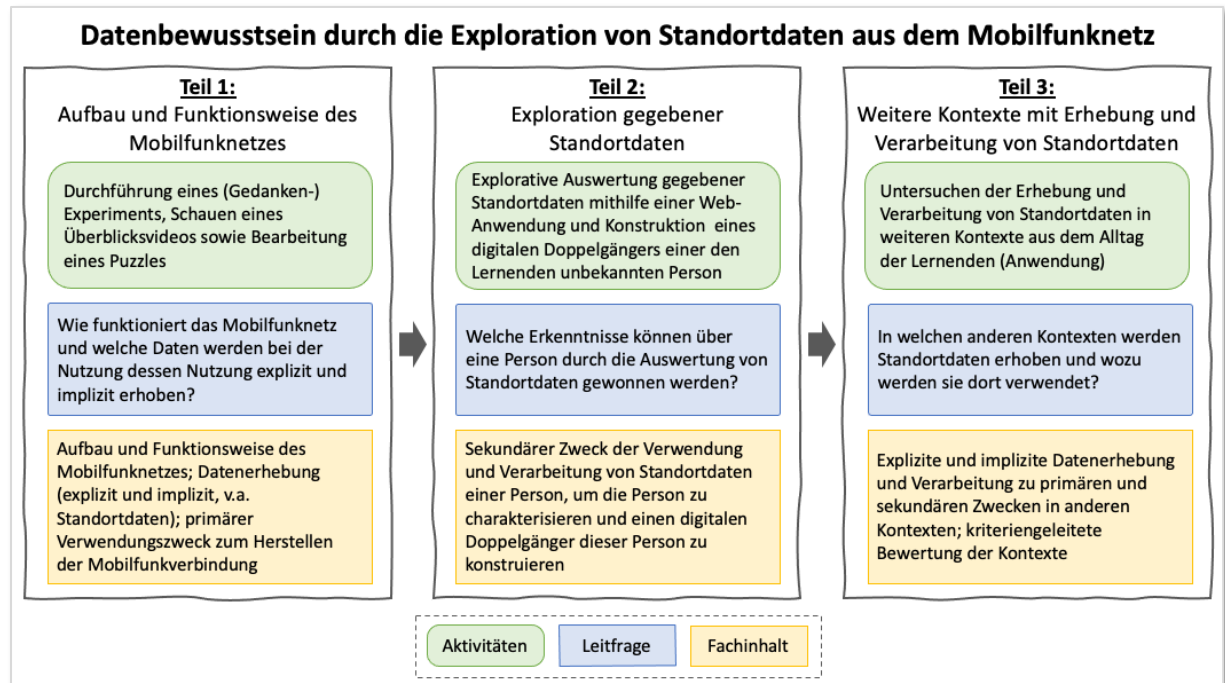 Datenbewusstsein durch die Exploration von Standortdaten aus dem Mobilfunknetz
Teil 1:
Aufbau und Funktionsweise des
Mobilfunknetzes
Durchführung eines (Gedanken-)
Experiments, Schauen eines
Überblicksvideos sowie Bearbeitung
eines Puzzles
Wie funktioniert das Mobilfunknetz
und welche Daten werden bei der
Nutzung dessen Nutzung explizit und
implizit erhoben?
Aufbau und Funktionsweise des
Mobilfunknetzes; Datenerhebung
(explizit und implizit, v.a.
Standortdaten); primärer
Verwendungszweck zum Herstellen
der Mobilfunkverbindung
Teil 2:
Exploration gegebener
Standortdaten
Explorative Auswertung gegebener
Standortdaten mithilfe einer Web-
Anwendung und Konstruktion eines
digitalen Doppelgängers einer den
Lernenden unbekannten Person
Welche Erkenntnisse können über
eine Person durch die Auswertung von
Standortdaten gewonnen werden?
Sekundärer Zweck der Verwendung
und Verarbeitung von Standortdaten
einer Person, um die Person zu
charakterisieren und einen digitalen
Doppelgänger dieser Person zu
konstruieren
Teil 3:
Weitere Kontexte mit Erhebung und
Verarbeitung von Standortdaten
Untersuchen der Erhebung und
Verarbeitung von Standortdaten in
weiteren Kontexte aus dem Alltag
der Lernenden (Anwendung)
In welchen anderen Kontexten werden
Standortdaten erhoben und wozu
werden sie dort verwendet?
Explizite und implizite Datenerhebung
und Verarbeitung zu primären und
sekundären Zwecken in anderen
Kontexten; kriteriengeleitete
Bewertung der Kontexte
Aktivitäten
Leitfrage
Fachinhalt